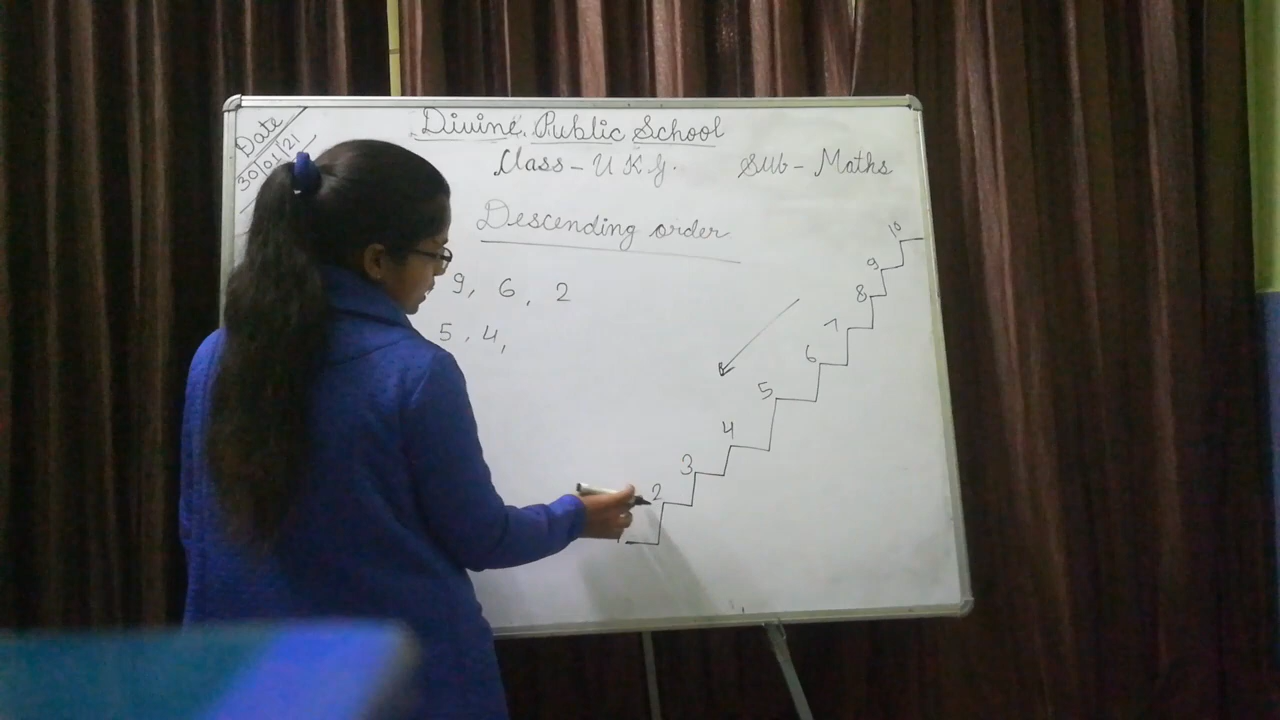 Date
30/01/21
Divine Public School
Class - U K G. Sub - Maths
Descending order
9, 6, 2
5, 4,
10
9
8
7
6
5
4
3
2